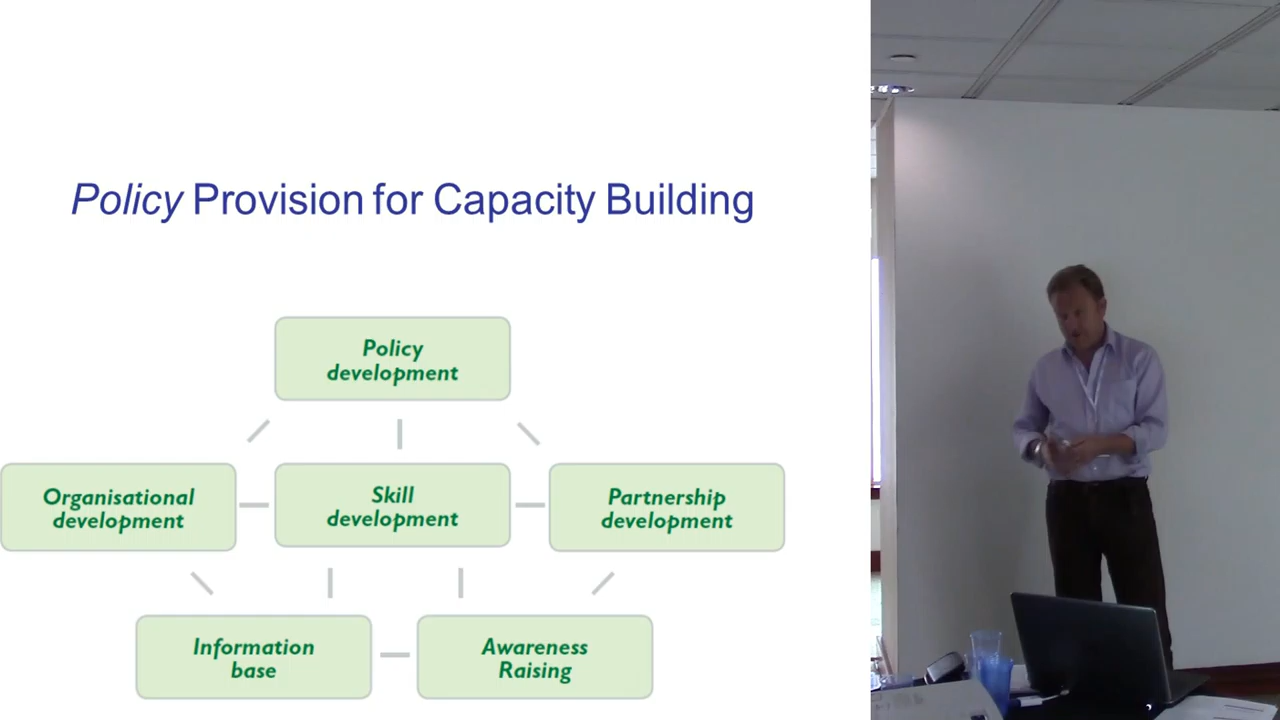 Policy Provision for Capacity Building
Policy
development
Organisational
development
Skill
development
Partnership
development
Information
base
Awareness
Raising